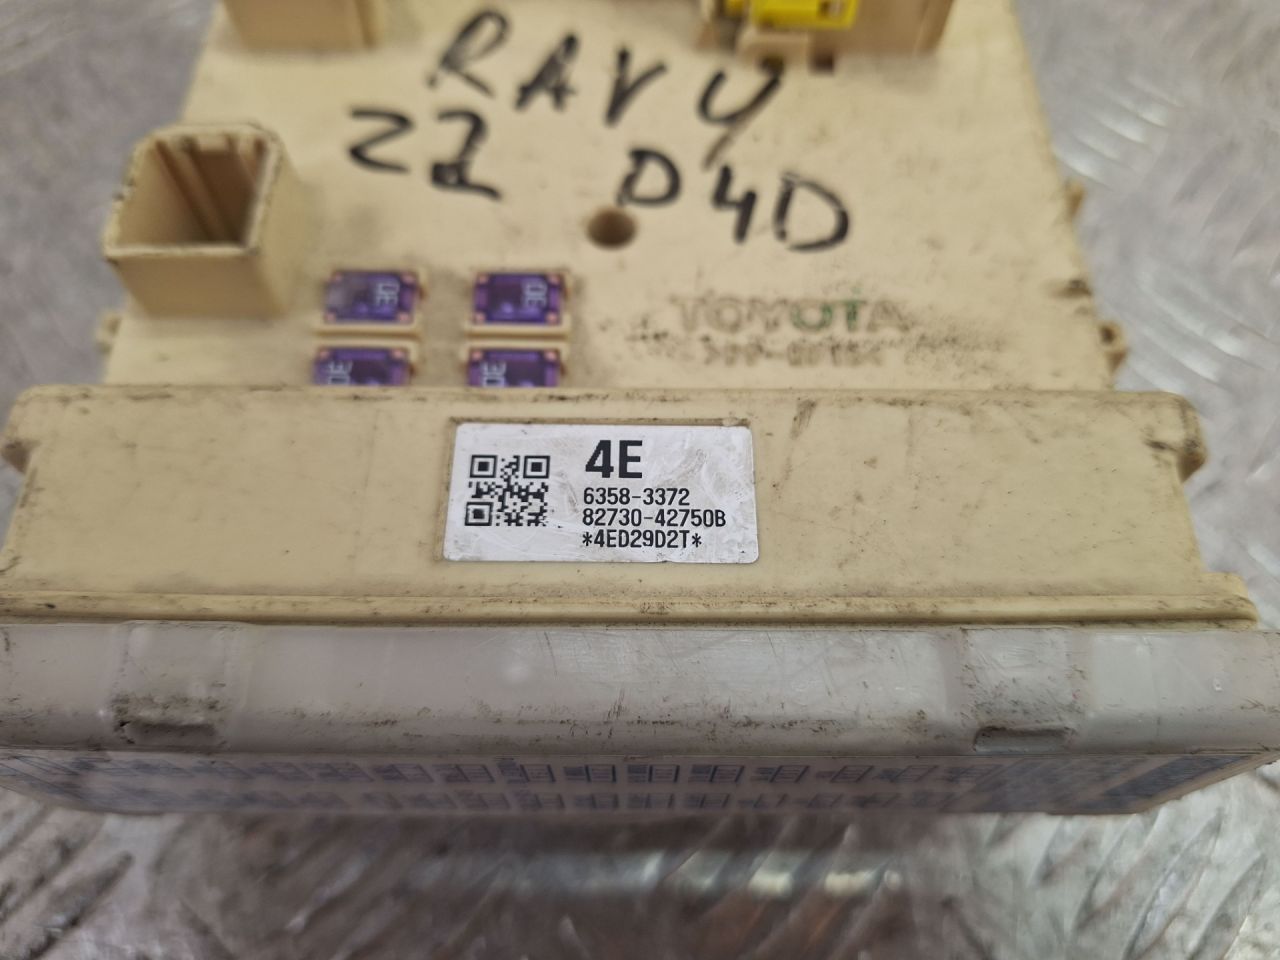 RAV4
22 D4D
30 30
30 30
TOYOTA
4E
6358-3372
82730-42750B
*4ED29D2T*